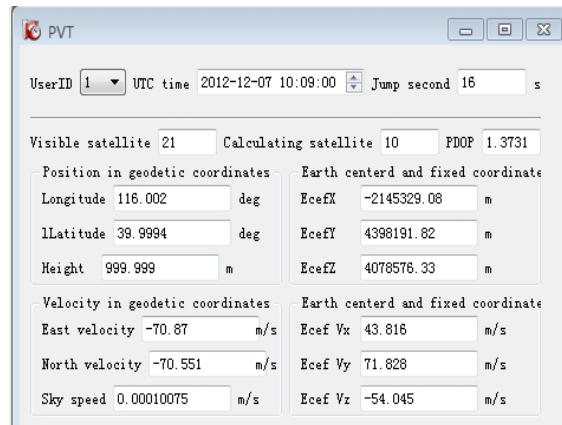 PVT
UserID 1 UTC time 2012-12-07 10:09:00 Jump second 16 s
Visible satellite 21 Calculating satellite 10 PDOP 1.3731
Position in geodetic coordinates Earth centerd and fixed coordinate
Longitude 116.002 deg EcefX -2145329.08 m
lLatitude 39.9994 deg EcefY 4398191.82 m
Height 999.999 m EcefZ 4078576.33 m
Velocity in geodetic coordinates Earth centerd and fixed coordinate
East velocity -70.87 m/s Ecef Vx 43.816 m/s
North velocity -70.551 m/s Ecef Vy 71.828 m/s
Sky speed 0.00010075 m/s Ecef Vz -54.045 m/s